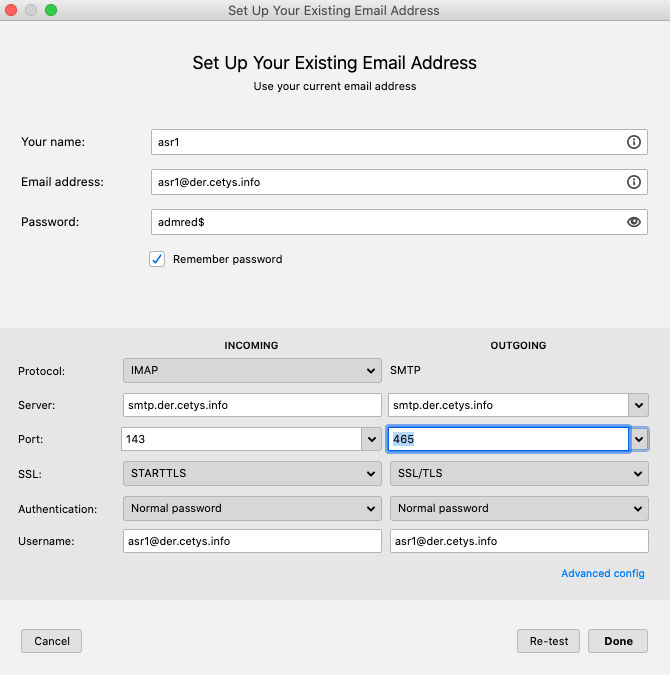 Set Up Your Existing Email Address
Set Up Your Existing Email Address
Use your current email address
Your name: asr1
Email address: asr1@der.cetys.info
Password: admred$
Remember password
INCOMING OUTGOING
Protocol: IMAP SMTP
Server: smtp.der.cetys.info smtp.der.cetys.info
Port: 143 465
SSL: STARTTLS SSL/TLS
Authentication: Normal password Normal password
Username: asr1@der.cetys.info asr1@der.cetys.info
Advanced config
Cancel Re-test Done